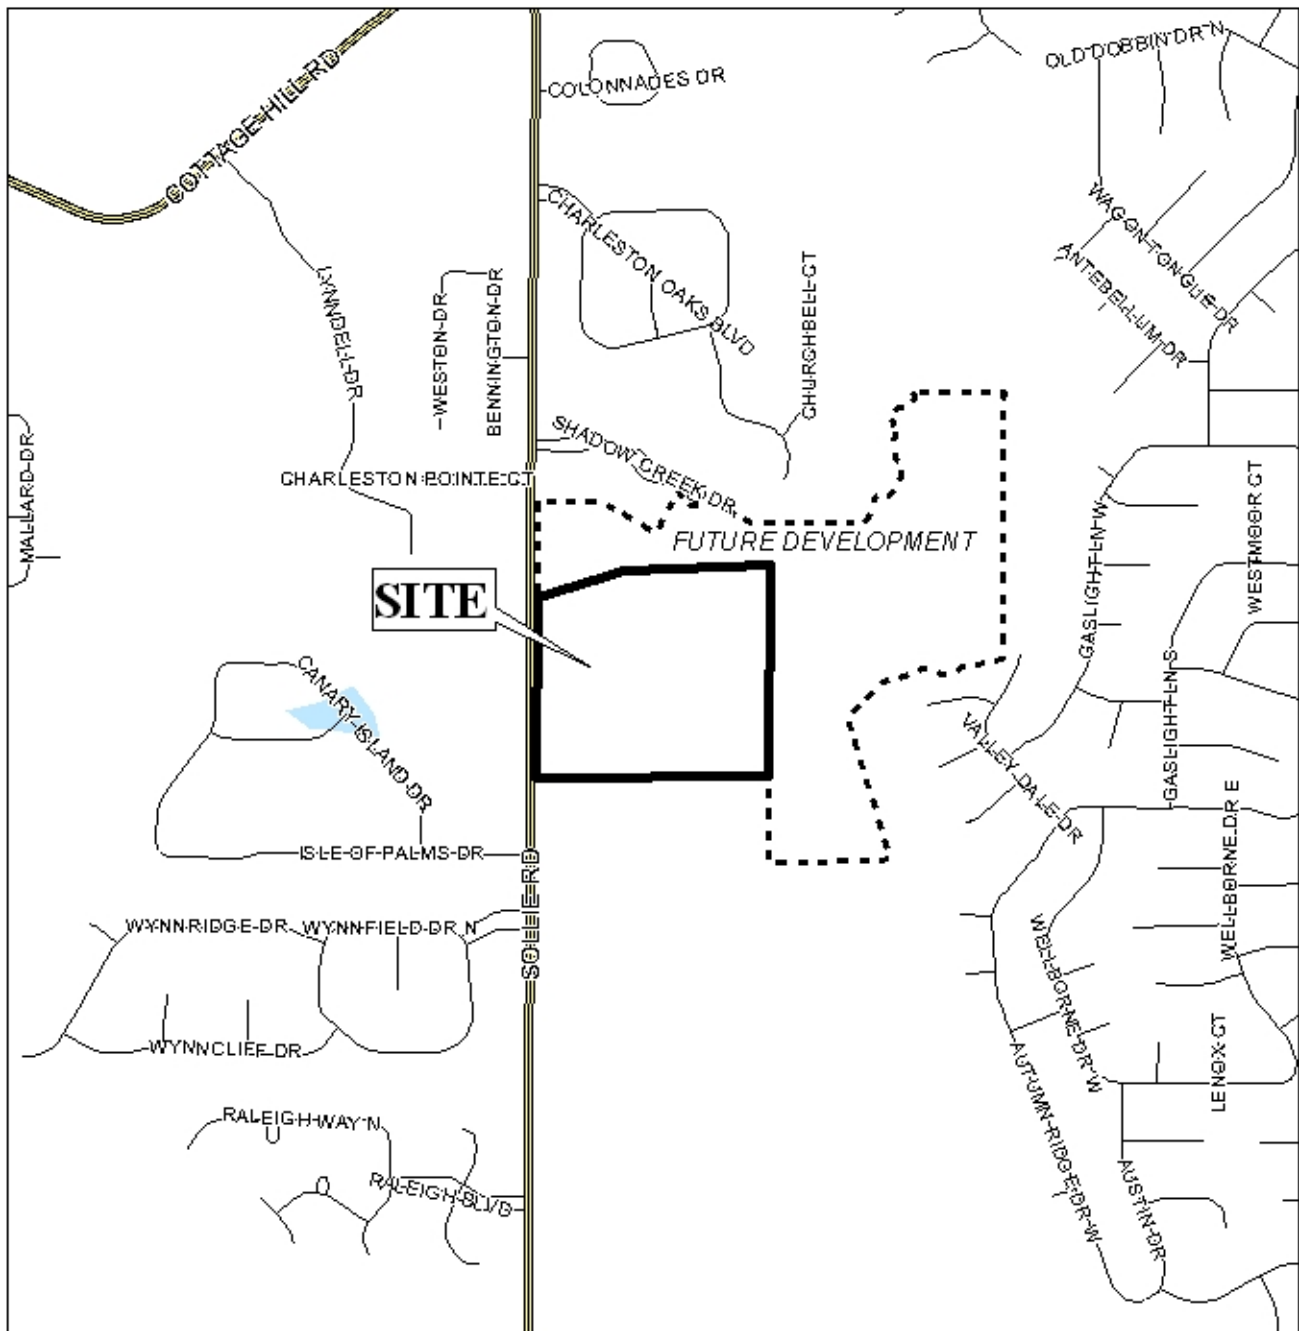 OLD DOBBIN DR N
COLONNADES DR
COTTAGE HILL RD
CHARLESTON OAKS BLVD
WAGON TONGUE DR
ANTEBELLUM DR
LYNNDELL DR
WESTON DR
BENNINGTON DR
CHURCHBELL CT
SHADOW CREEK DR
MALLARD DR
CHARLESTON POINTE CT
WESTMOOR CT
GASLIGHT LN W
FUTURE DEVELOPMENT
SITE
GASLIGHT LN S
CANARY ISLAND DR
VALLEY DALE DR
ISLE OF PALMS DR
SOLLIE RD
WELLBORNE DR E
WYNNRIDGE DR
WYNNFIELD DR N
WELLBORNE DR W
WYNNCLIFF DR
LENOX CT
AUTUMN RIDGE DR W
RALEIGH WAY N
RALEIGH BLVD
AUSTIN DR